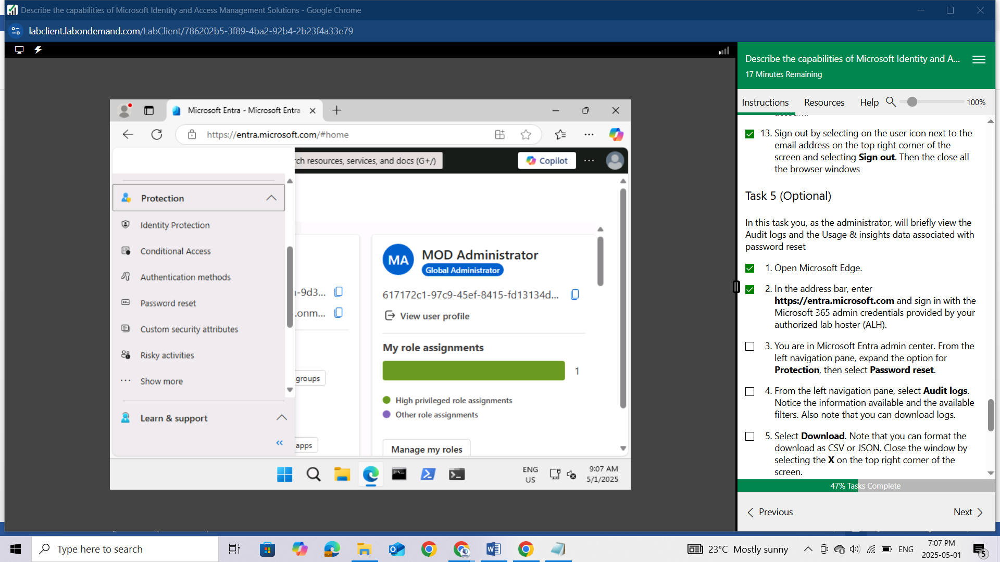 Describe the capabilities of Microsoft Identity and Access Management Solutions - Google Chrome
labclient.labondemand.com/LabClient/786202b5-3f89-4ba2-92b4-2b23f4a33e79
Microsoft Entra - Microsoft Entra
https://entra.microsoft.com/#home
rch resources, services, and docs (G+/)
Copilot
Protection
Identity Protection
Conditional Access
Authentication methods
Password reset
Custom security attributes
Risky activities
Show more
Learn & support
-9d3...
.onm...
groups
apps
MA
MOD Administrator
Global Administrator
617172c1-97c9-45ef-8415-fd13134d...
View user profile
My role assignments
1
High privileged role assignments
Other role assignments
Manage my roles
ENG
US
9:07 AM
5/1/2025
Describe the capabilities of Microsoft Identity and A...
17 Minutes Remaining
Instructions
Resources
Help
100%
13. Sign out by selecting on the user icon next to the
email address on the top right corner of the
screen and selecting Sign out. Then the close all
the browser windows
Task 5 (Optional)
In this task you, as the administrator, will briefly view the
Audit logs and the Usage & insights data associated with
password reset
1. Open Microsoft Edge.
2. In the address bar, enter
https://entra.microsoft.com and sign in with the
Microsoft 365 admin credentials provided by your
authorized lab hoster (ALH).
3. You are in Microsoft Entra admin center. From the
left navigation pane, expand the option for
Protection, then select Password reset.
4. From the left navigation pane, select Audit logs.
Notice the information available and the available
filters. Also note that you can download logs.
5. Select Download. Note that you can format the
download as CSV or JSON. Close the window by
selecting the X on the top right corner of the
screen.
47% Tasks Complete
Previous
Next
Type here to search
23°C Mostly sunny
ENG
7:07 PM
2025-05-01
5